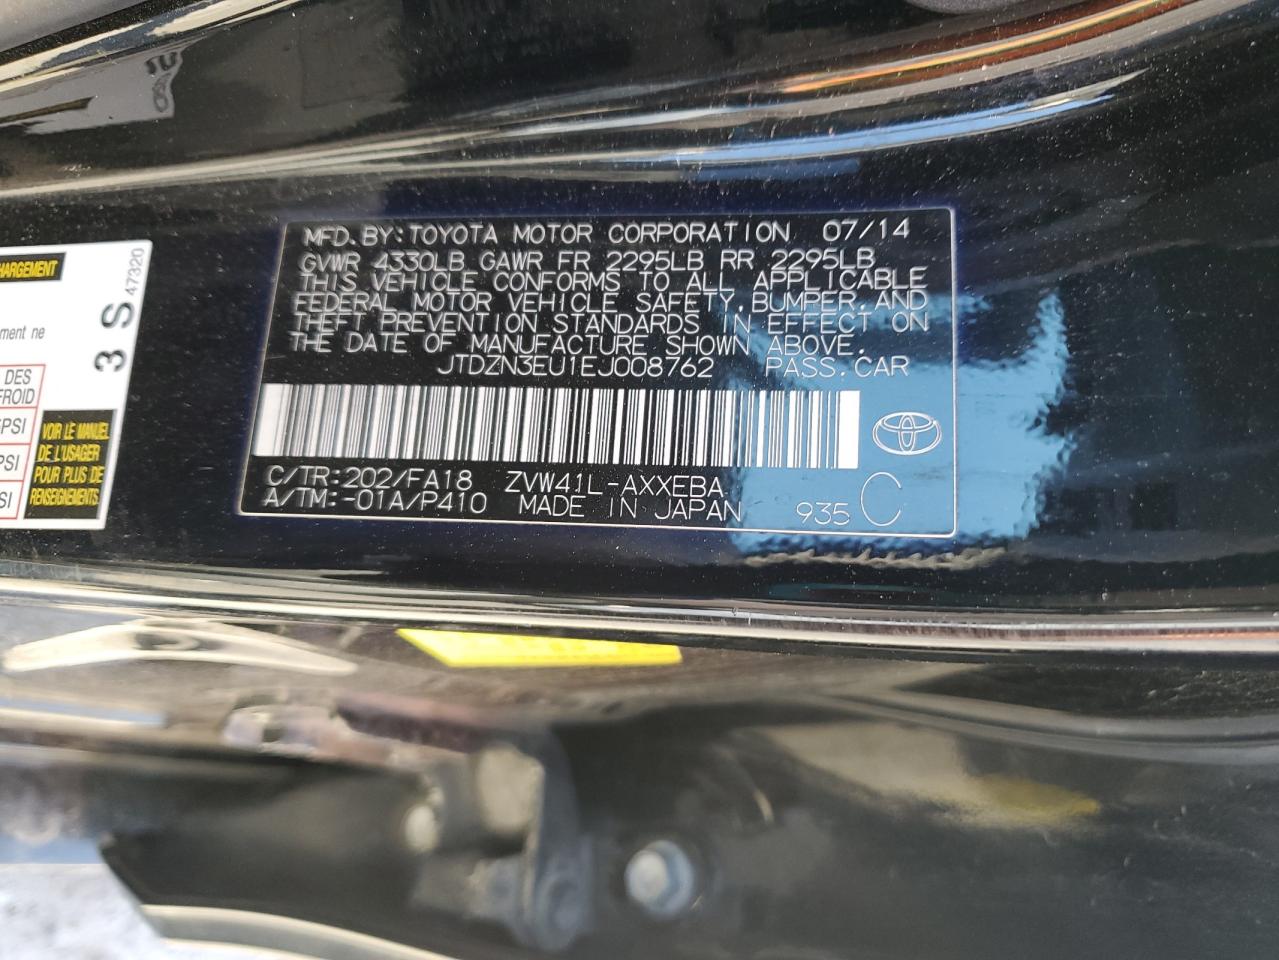 MFD.BY:TOYOTA MOTOR CORPORATION 07/14
GVWR 4330LB GAWR FR 2295LB RR 2295LB
THIS VEHICLE CONFORMS TO ALL APPLICABLE
FEDERAL MOTOR VEHICLE SAFETY, BUMPER, AND
THEFT PREVENTION STANDARDS IN EFFECT ON
THE DATE OF MANUFACTURE SHOWN ABOVE.
JTDZN3EU1EJ008762 PASS.CAR
C/TR:202/FA18 ZVW41L-AXXEBA
A/TM:-01A/P410 MADE IN JAPAN 935 C
HARGEMENT
3 S 47320
ment ne
DES
FROID
PSI
PSI
SI
VOIR LE MANUEL
DE L'USAGER
POUR PLUS DE
RENSEIGNEMENTS